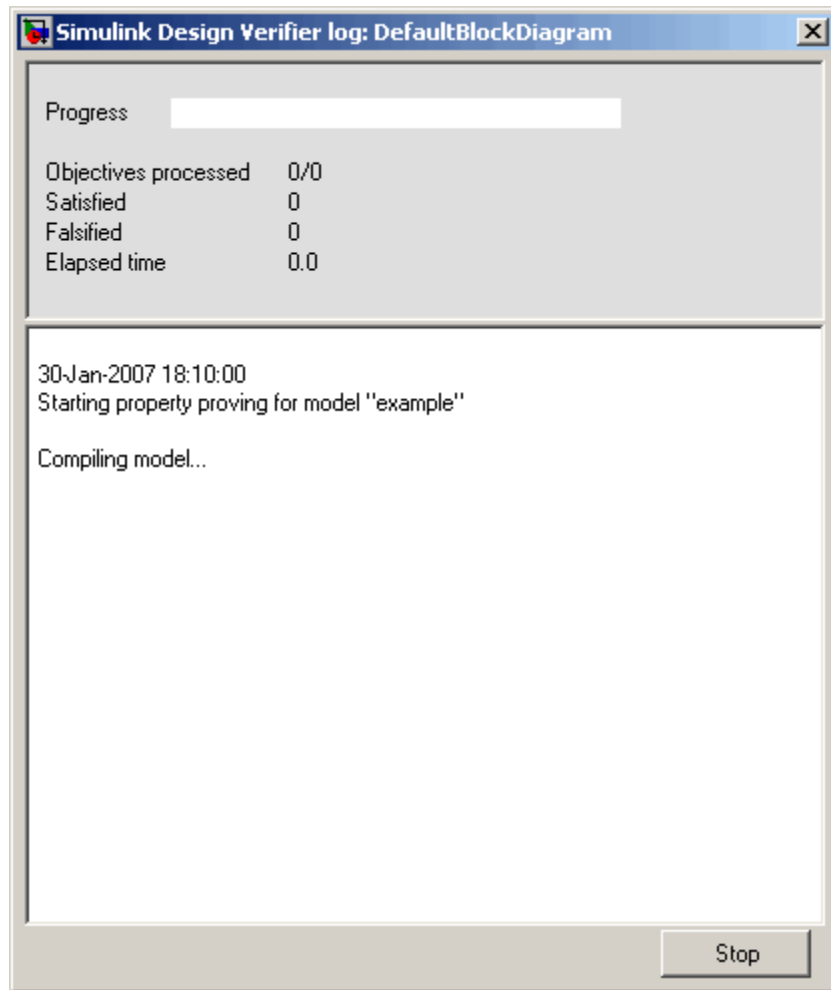 Simulink Design Verifier log: DefaultBlockDiagram
Progress
Objectives processed 0/0
Satisfied 0
Falsified 0
Elapsed time 0.0
30-Jan-2007 18:10:00
Starting property proving for model "example"
Compiling model...
Stop